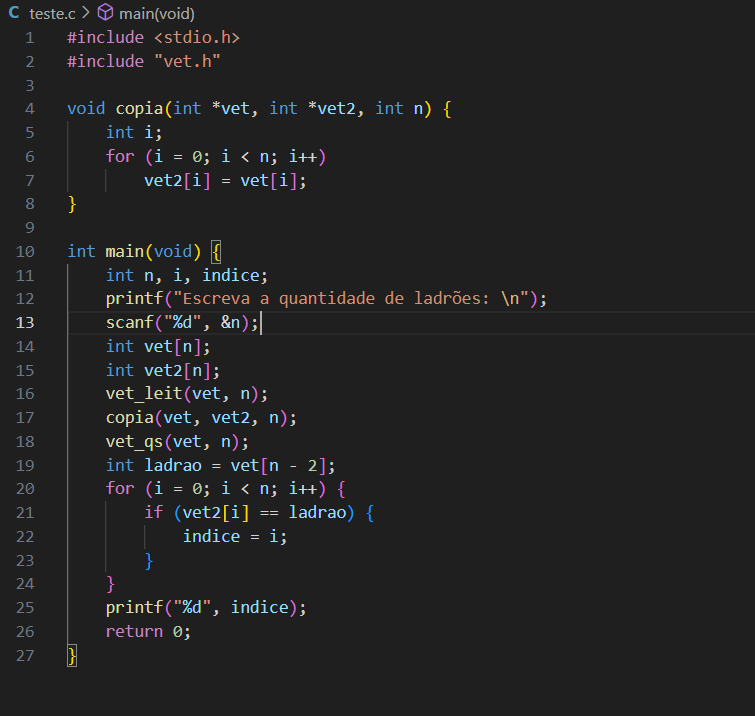 teste.c > main(void)
1 #include <stdio.h>
2 #include "vet.h"
3
4 void copia(int *vet, int *vet2, int n) {
5     int i;
6     for (i = 0; i < n; i++)
7         vet2[i] = vet[i];
8 }
9
10 int main(void) {
11     int n, i, indice;
12     printf("Escreva a quantidade de ladrões: \n");
13     scanf("%d", &n);
14     int vet[n];
15     int vet2[n];
16     vet_leit(vet, n);
17     copia(vet, vet2, n);
18     vet_qs(vet, n);
19     int ladrao = vet[n - 2];
20     for (i = 0; i < n; i++) {
21         if (vet2[i] == ladrao) {
22             indice = i;
23         }
24     }
25     printf("%d", indice);
26     return 0;
27 }